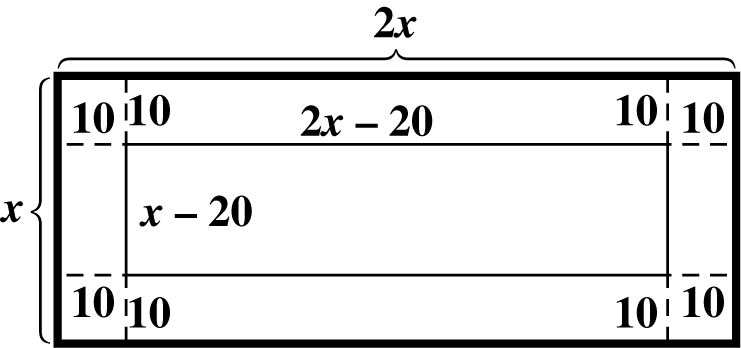 2x
10 10 10 10
2x – 20
x
x – 20
10 10 10 10